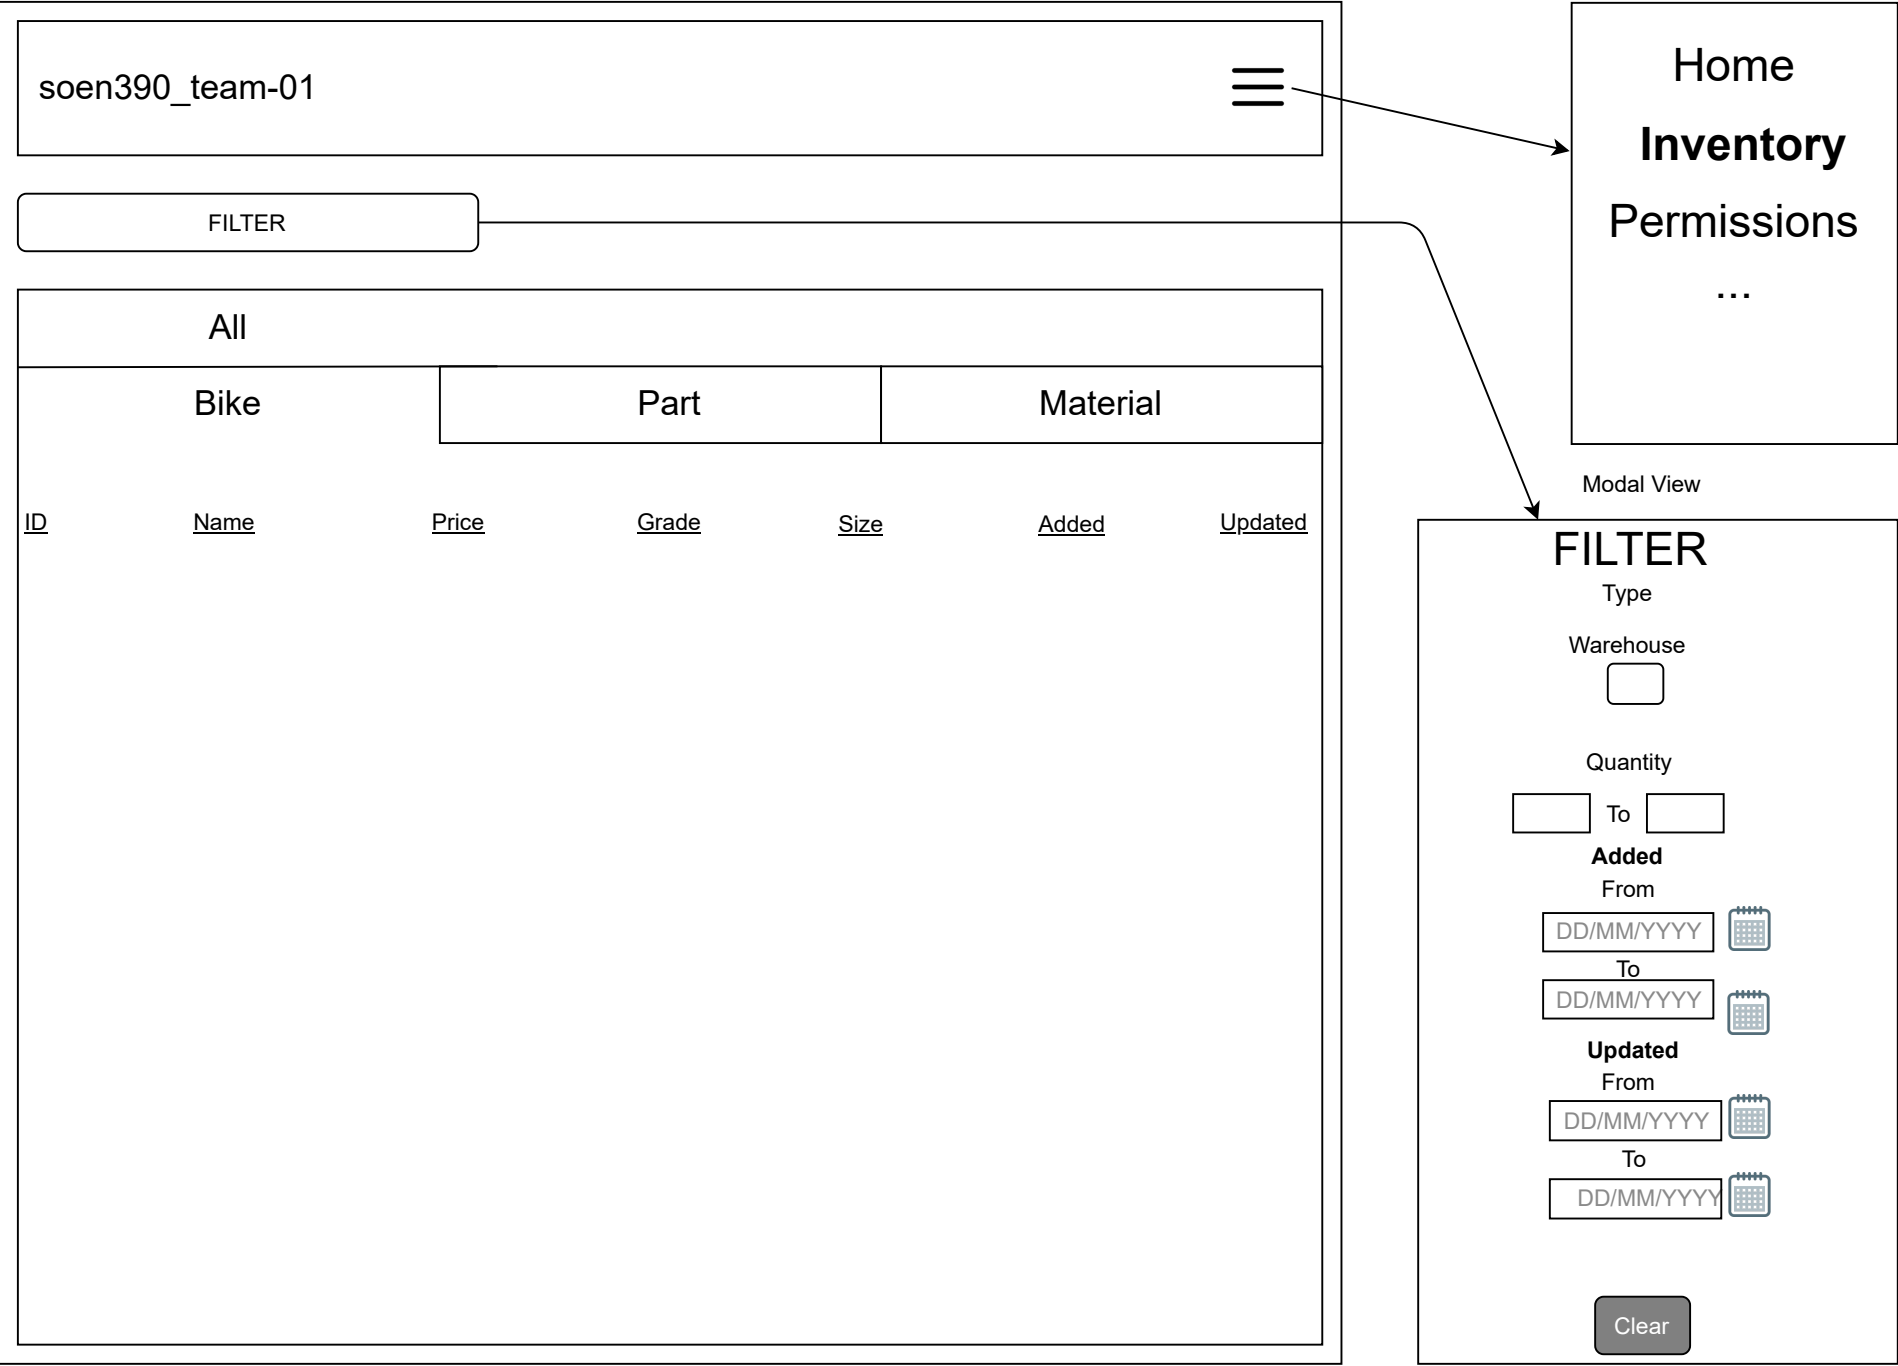 soen390_team-01
FILTER
All
Bike Part Material
ID Name Price Grade Size Added Updated
Home
Inventory
Permissions
...
Modal View
FILTER
Type
Warehouse
Quantity
To
Added
From
DD/MM/YYYY
To
DD/MM/YYYY
Updated
From
DD/MM/YYYY
To
DD/MM/YYYY
Clear